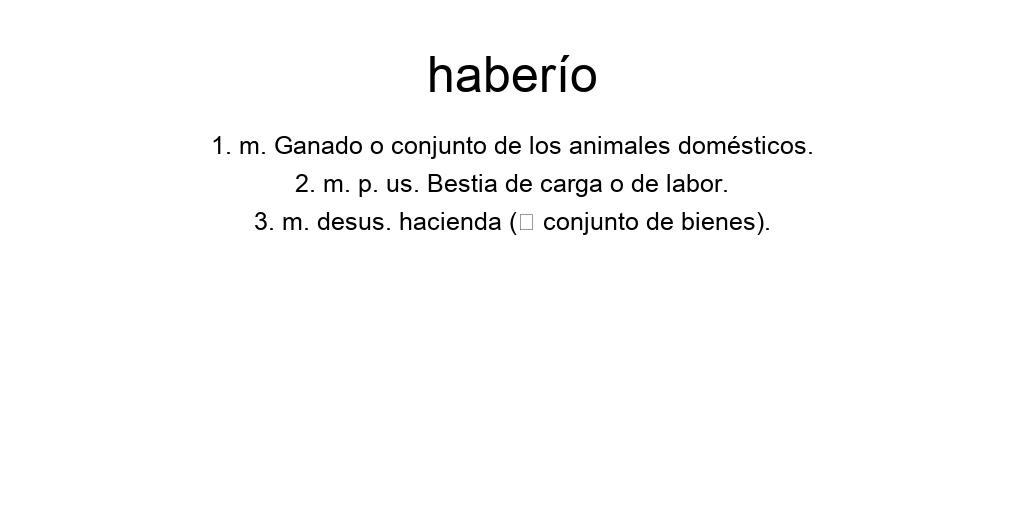 haberío
1. m. Ganado o conjunto de los animales domésticos.
2. m. p. us. Bestia de carga o de labor.
3. m. desus. hacienda (▯ conjunto de bienes).